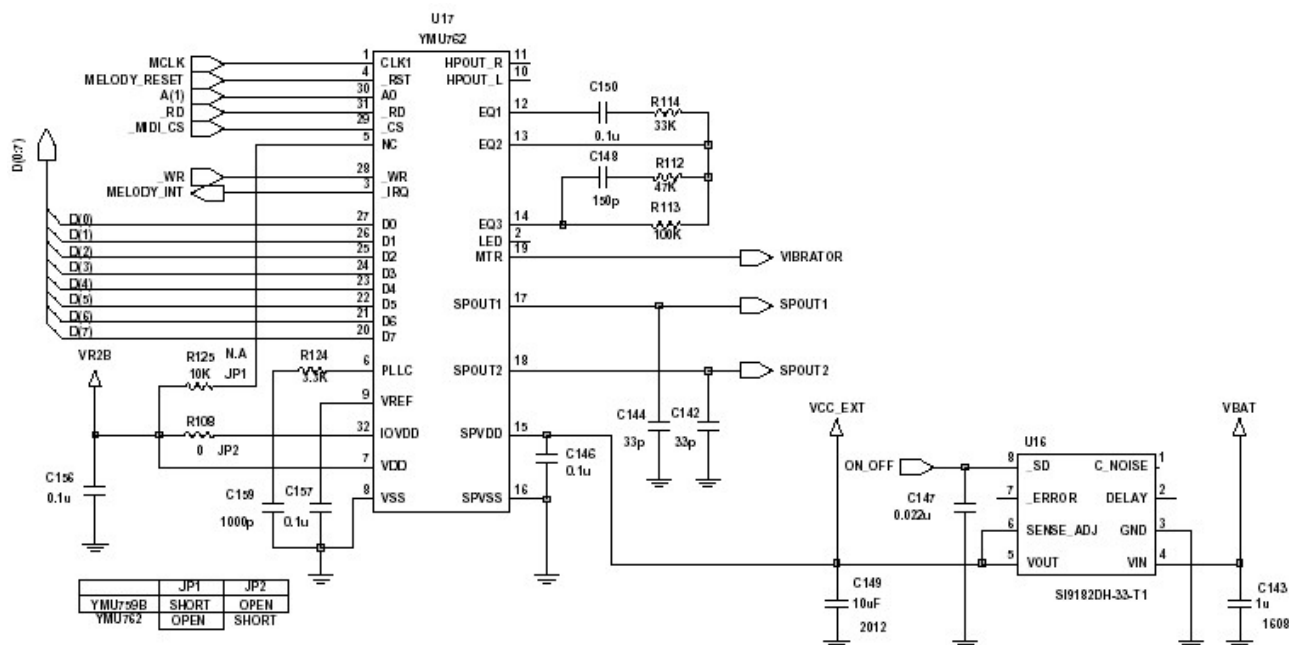 U17
YMU762
MCLK 1 CLK1 HPOUT_R 11
MELODY_RESET 4 _RST HPOUT_L 10
A(1) 30 A0
_RD 31 _RD EQ1 12 C150 0.1u R114 33K
_MIDI_CS 29 _CS
5 NC EQ2 13
D(0:7)
_WR 28 _WR C148 150p R112 47K
MELODY_INT 3 _IRQ
D(0) 27 D0 EQ3 14 R113 100K
D(1) 26 D1 LED 2
D(2) 25 D2 MTR 19 VIBRATOR
D(3) 24 D3
D(4) 23 D4
D(5) 22 D5 SPOUT1 17 SPOUT1
D(6) 21 D6
D(7) 20 D7
VR2B
R125 10K N.A JP1
R124 3.3K 6 PLLC SPOUT2 18 SPOUT2
9 VREF
R108 0 JP2 32 IOVDD SPVDD 15
7 VDD
C156 0.1u
C159 1000p
C157 0.1u
8 VSS SPVSS 16
C144 33p
C142 33p
C146 0.1u
VCC_EXT
VBAT
U16
ON_OFF 8 _SD C_NOISE 1
C147 0.022u
7 _ERROR DELAY 2
6 SENSE_ADJ GND 3
5 VOUT VIN 4
SI9182DH-33-T1
C149 10uF 2012
C143 1u 1608
JP1 JP2
YMU759B SHORT OPEN
YMU762 OPEN SHORT